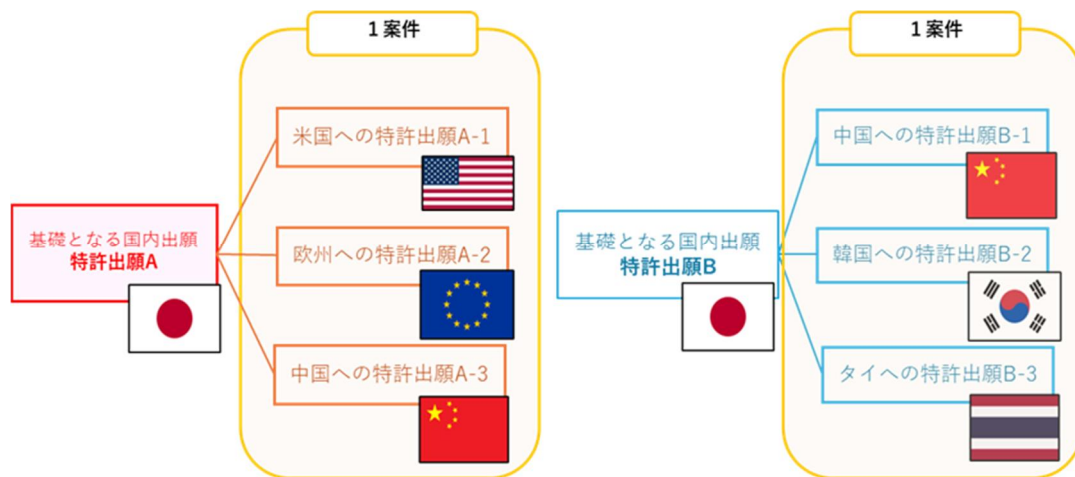 1案件
米国への特許出願A-1
基礎となる国内出願
特許出願A
欧州への特許出願A-2
中国への特許出願A-3
1案件
中国への特許出願B-1
基礎となる国内出願
特許出願B
韓国への特許出願B-2
タイへの特許出願B-3